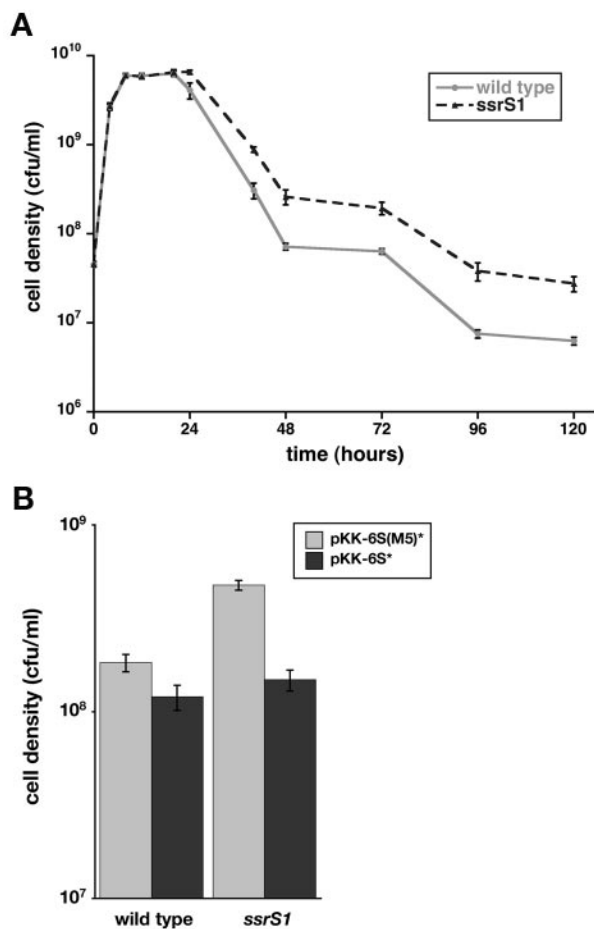 A
10^10
10^9
10^8
10^7
10^6
cell density (cfu/ml)
wild type
ssrS1
0 24 48 72 96 120
time (hours)
B
10^9
10^8
10^7
cell density (cfu/ml)
pKK-6S(M5)*
pKK-6S*
wild type ssrS1